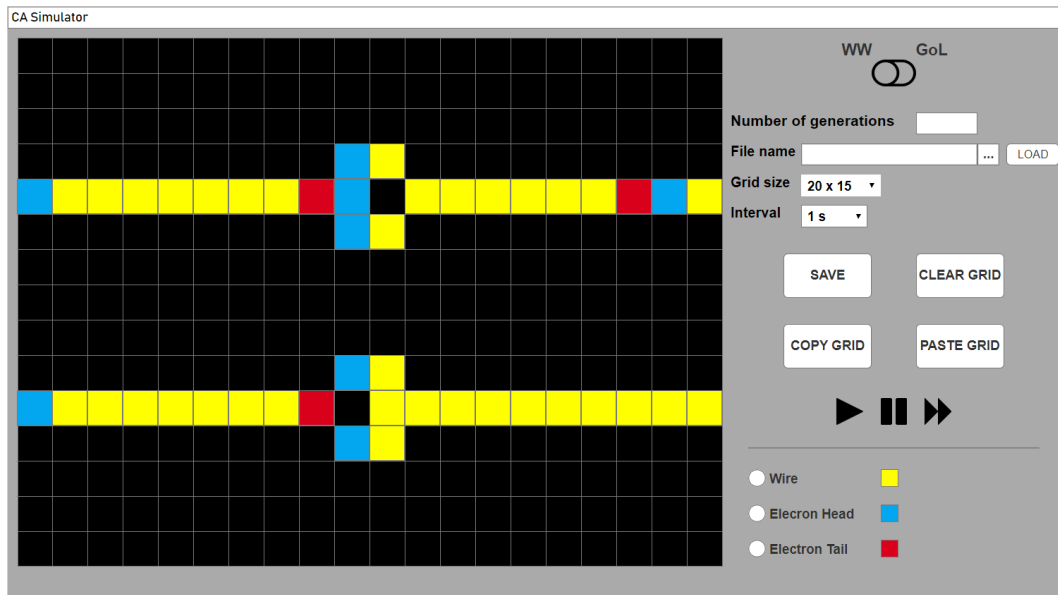 CA Simulator
WW GoL
Number of generations
File name ... LOAD
Grid size 20 x 15
Interval 1 s
SAVE CLEAR GRID
COPY GRID PASTE GRID
Wire
Elecron Head
Electron Tail